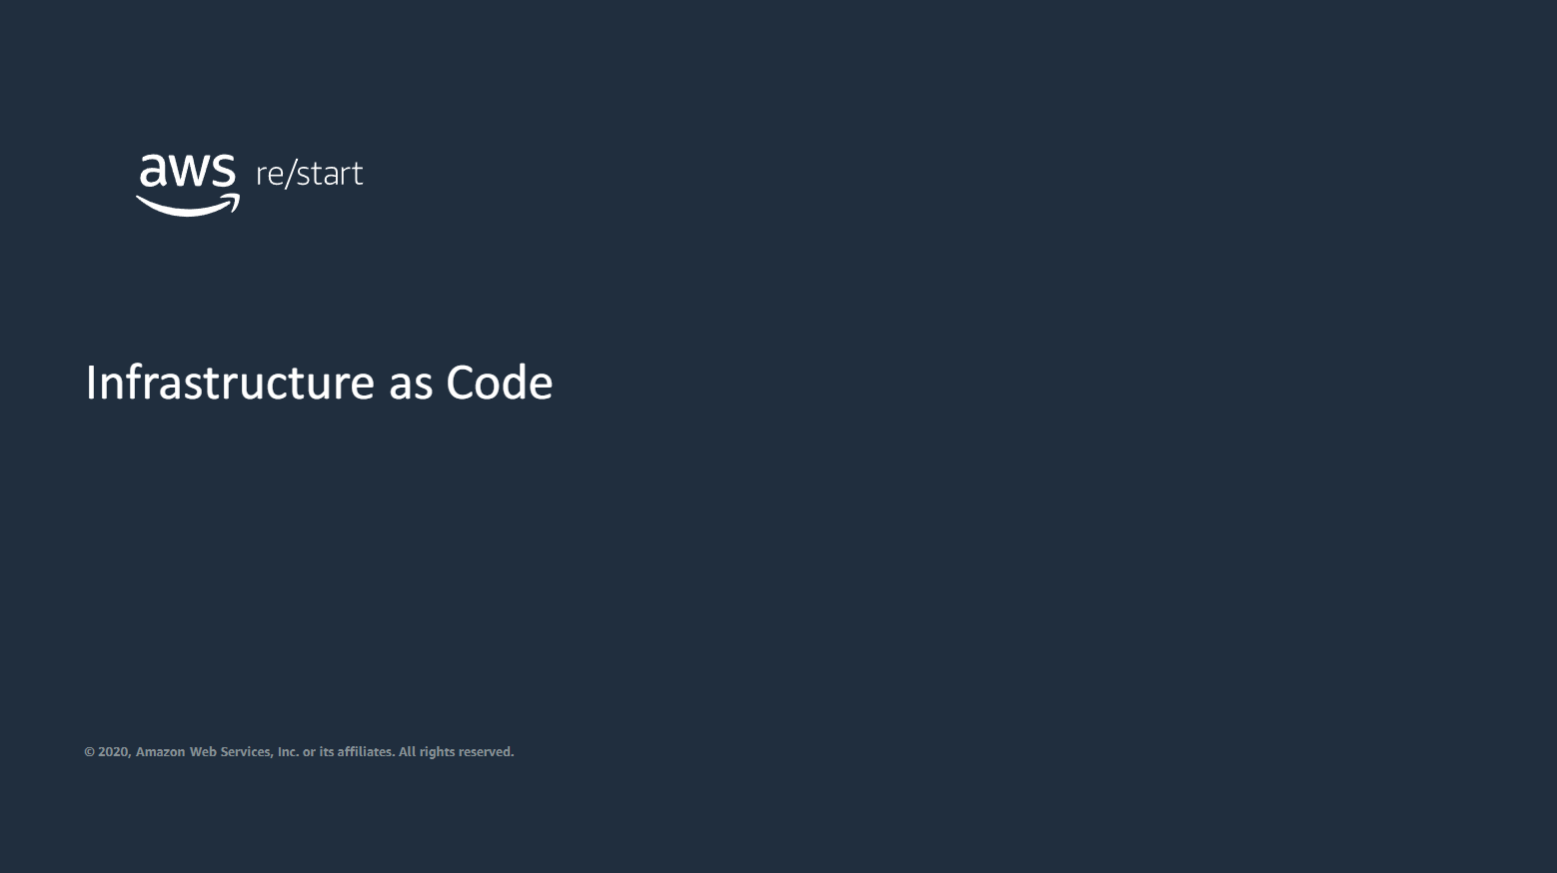 aws re/start
Infrastructure as Code
© 2020, Amazon Web Services, Inc. or its affiliates. All rights reserved.